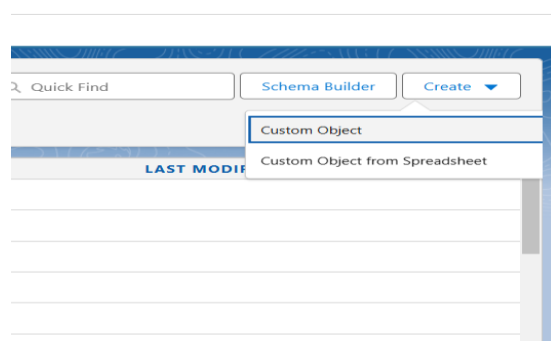 Quick Find
Schema Builder
Create
Custom Object
Custom Object from Spreadsheet
LAST MODIF